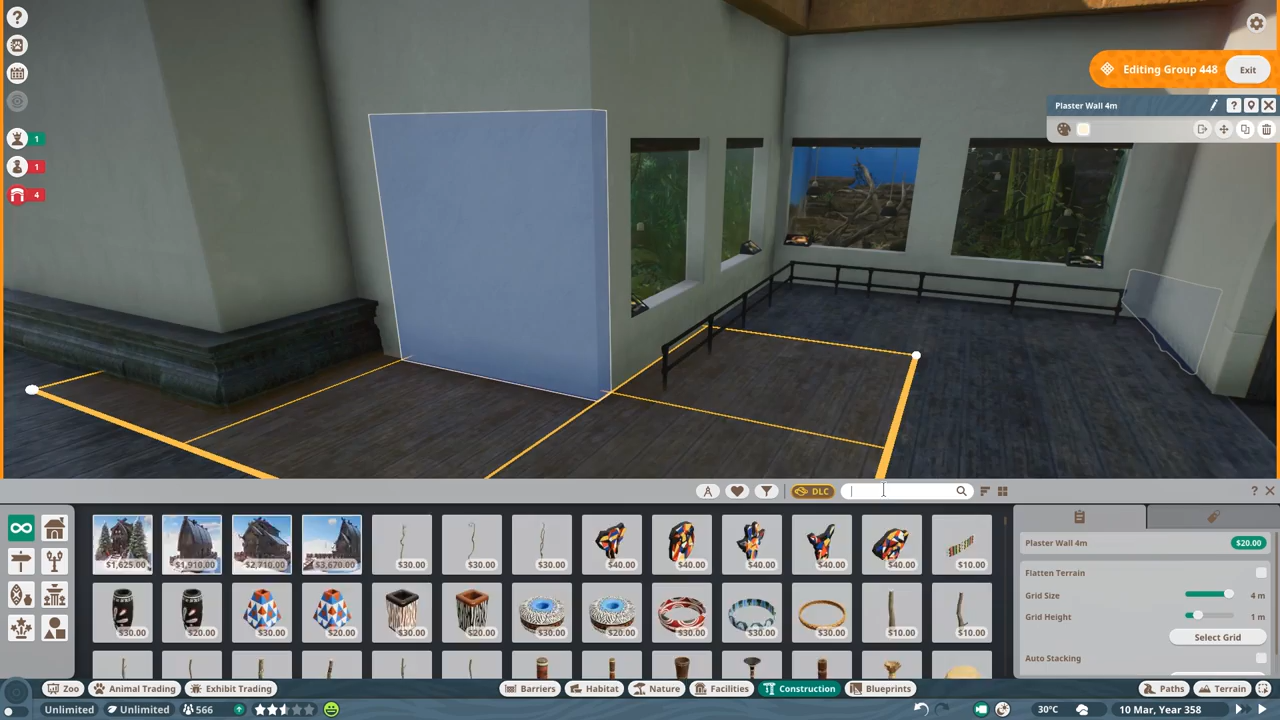 Editing Group 448
Exit
Plaster Wall 4m
?
?
1
1
4
DLC
?
$1,625.00
$1,910.00
$2,710.00
$3,670.00
$30.00
$30.00
$30.00
$40.00
$40.00
$40.00
$40.00
$40.00
$10.00
$30.00
$20.00
$30.00
$20.00
$30.00
$30.00
$30.00
$20.00
$30.00
$30.00
$30.00
$10.00
$10.00
Plaster Wall 4m
$20.00
Flatten Terrain
Grid Size
4 m
Grid Height
1 m
Select Grid
Auto Stacking
Zoo
Animal Trading
Exhibit Trading
Barriers
Habitat
Nature
Facilities
Construction
Blueprints
Paths
Terrain
Unlimited
Unlimited
566
30°C
10 Mar, Year 358